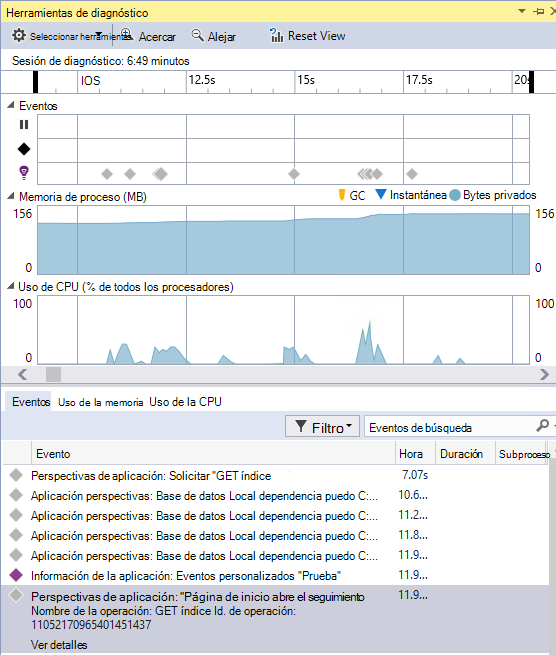 Herramientas de diagnóstico
Seleccionar herramientas Acercar Alejar Reset View
Sesión de diagnóstico: 6:49 minutos
IOS 12.5s 15s 17.5s 20s
Eventos
Memoria de proceso (MB) GC Instantánea Bytes privados
156 156
0 0
Uso de CPU (% de todos los procesadores)
100 100
0 0
Eventos Uso de la memoria Uso de la CPU
Filtro Eventos de búsqueda
Evento Hora Duración Subproceso
Perspectivas de aplicación: Solicitar "GET índice 7.07s
Aplicación perspectivas: Base de datos Local dependencia puedo C:... 10.6...
Aplicación perspectivas: Base de datos Local dependencia puedo C:... 11.2...
Aplicación perspectivas: Base de datos Local dependencia puedo C:... 11.8...
Aplicación perspectivas: Base de datos Local dependencia puedo C:... 11.9...
Información de la aplicación: Eventos personalizados "Prueba" 11.9...
Perspectivas de aplicación: "Página de inicio abre el seguimiento 11.9...
Nombre de la operación: GET índice Id. de operación:
11052170965401451437
Ver detalles